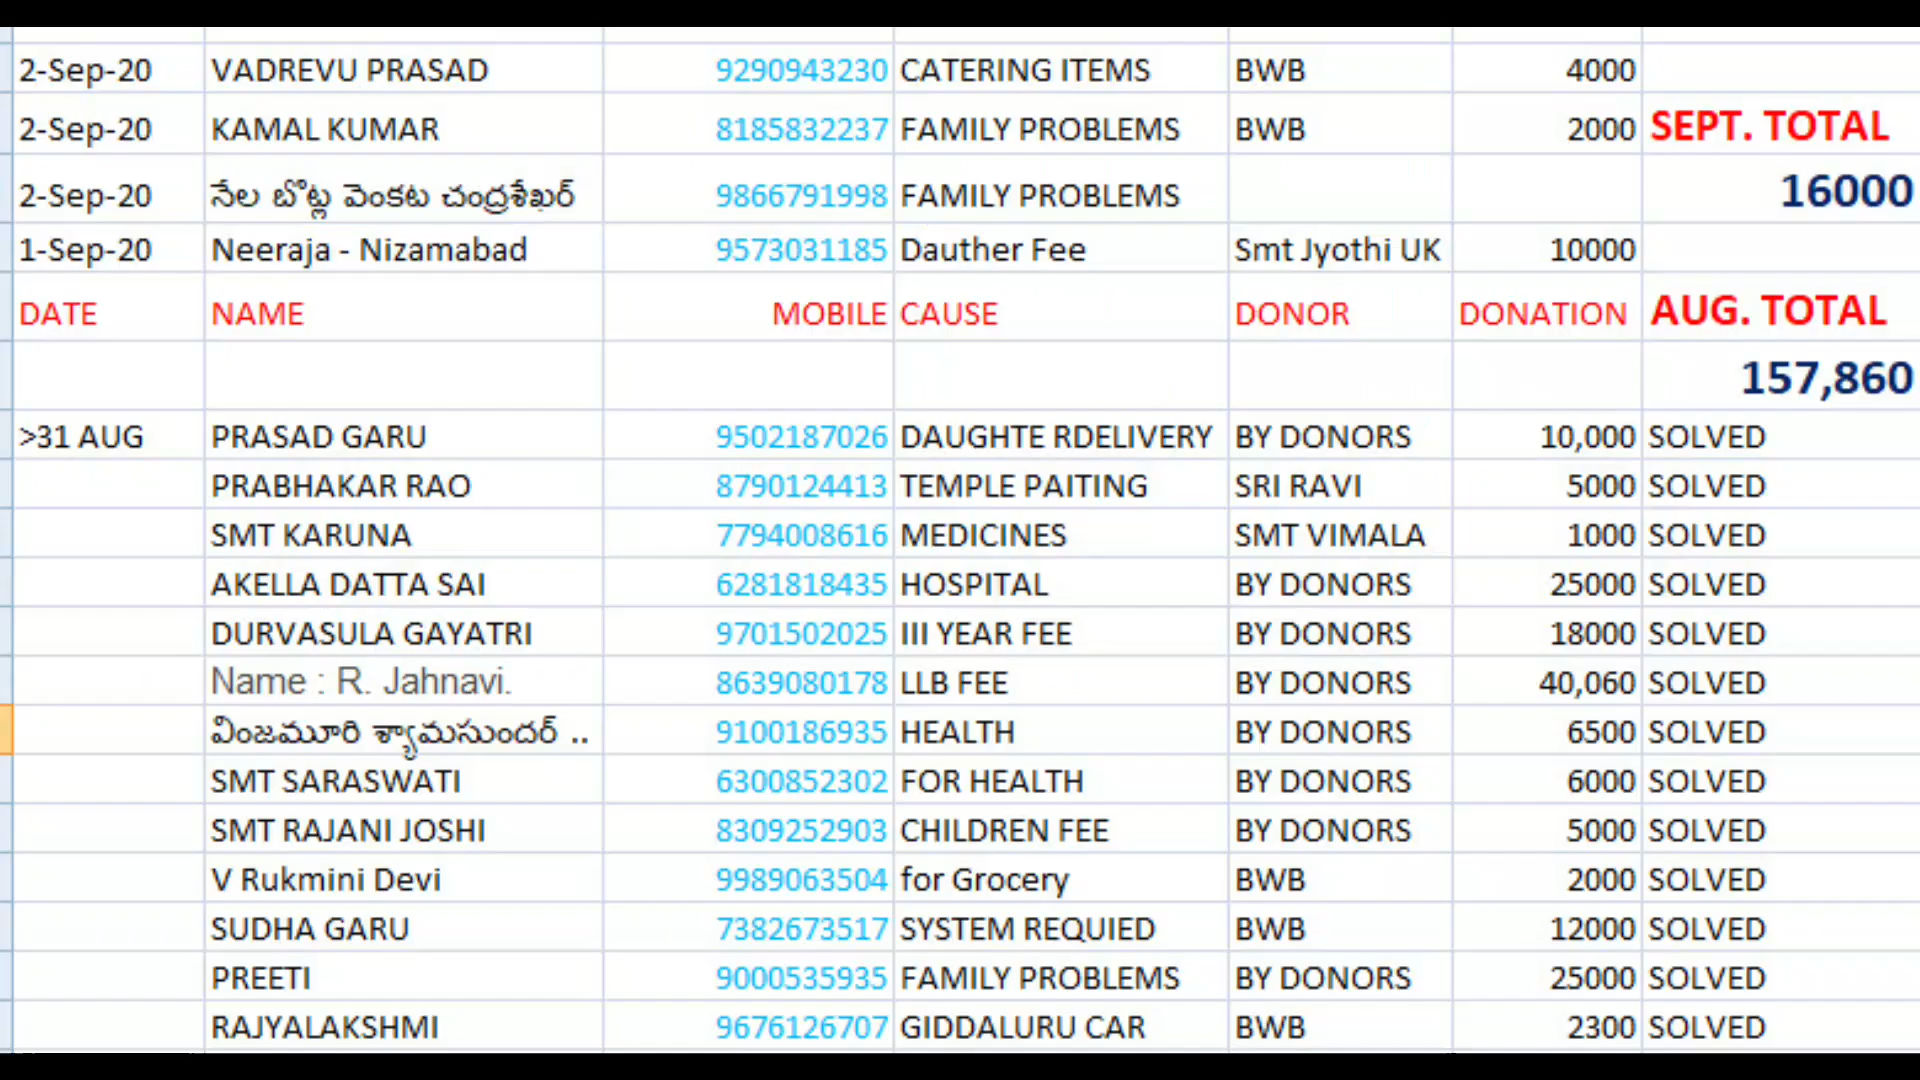 2-Sep-20 VADREVU PRASAD 9290943230 CATERING ITEMS BWB 4000
2-Sep-20 KAMAL KUMAR 8185832237 FAMILY PROBLEMS BWB 2000 SEPT. TOTAL
2-Sep-20 నేల బొట్ల వెంకట చంద్రశేఖర్ 9866791998 FAMILY PROBLEMS 16000
1-Sep-20 Neeraja - Nizamabad 9573031185 Dauther Fee Smt Jyothi UK 10000
DATE NAME MOBILE CAUSE DONOR DONATION AUG. TOTAL
157,860
>31 AUG PRASAD GARU 9502187026 DAUGHTE RDELIVERY BY DONORS 10,000 SOLVED
PRABHAKAR RAO 8790124413 TEMPLE PAITING SRI RAVI 5000 SOLVED
SMT KARUNA 7794008616 MEDICINES SMT VIMALA 1000 SOLVED
AKELLA DATTA SAI 6281818435 HOSPITAL BY DONORS 25000 SOLVED
DURVASULA GAYATRI 9701502025 III YEAR FEE BY DONORS 18000 SOLVED
Name : R. Jahnavi. 8639080178 LLB FEE BY DONORS 40,060 SOLVED
వింజమూరి శ్యామసుందర్ .. 9100186935 HEALTH BY DONORS 6500 SOLVED
SMT SARASWATI 6300852302 FOR HEALTH BY DONORS 6000 SOLVED
SMT RAJANI JOSHI 8309252903 CHILDREN FEE BY DONORS 5000 SOLVED
V Rukmini Devi 9989063504 for Grocery BWB 2000 SOLVED
SUDHA GARU 7382673517 SYSTEM REQUIED BWB 12000 SOLVED
PREETI 9000535935 FAMILY PROBLEMS BY DONORS 25000 SOLVED
RAJYALAKSHMI 9676126707 GIDDALURU CAR BWB 2300 SOLVED